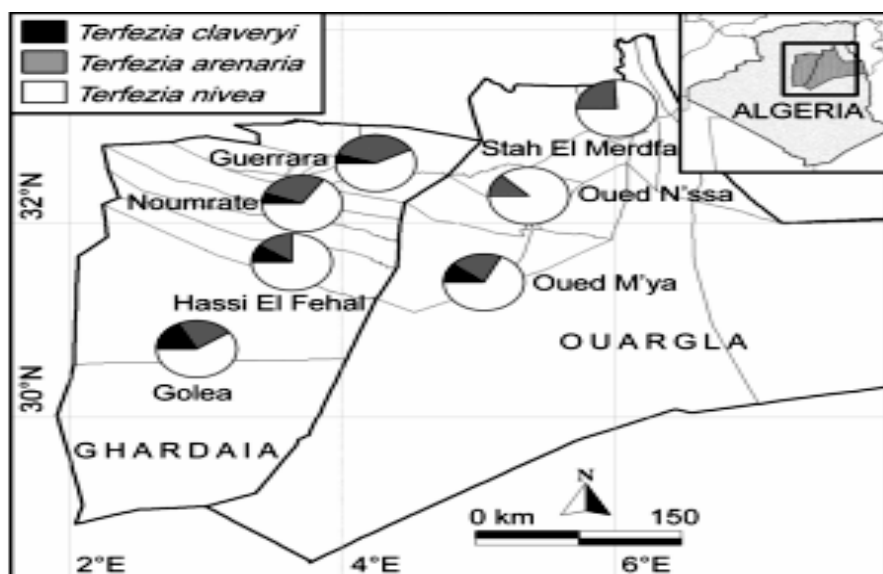 Terfezia claveryi
Terfezia arenaria
Terfezia nivea
ALGERIA
Guerrara
Stah El Merdfa
Noumrate
Oued N'ssa
32°N
Hassi El Fehal
Oued M'ya
OUARGLA
Golea
30°N
GHARDAIA
N
0 km 150
2°E 4°E 6°E